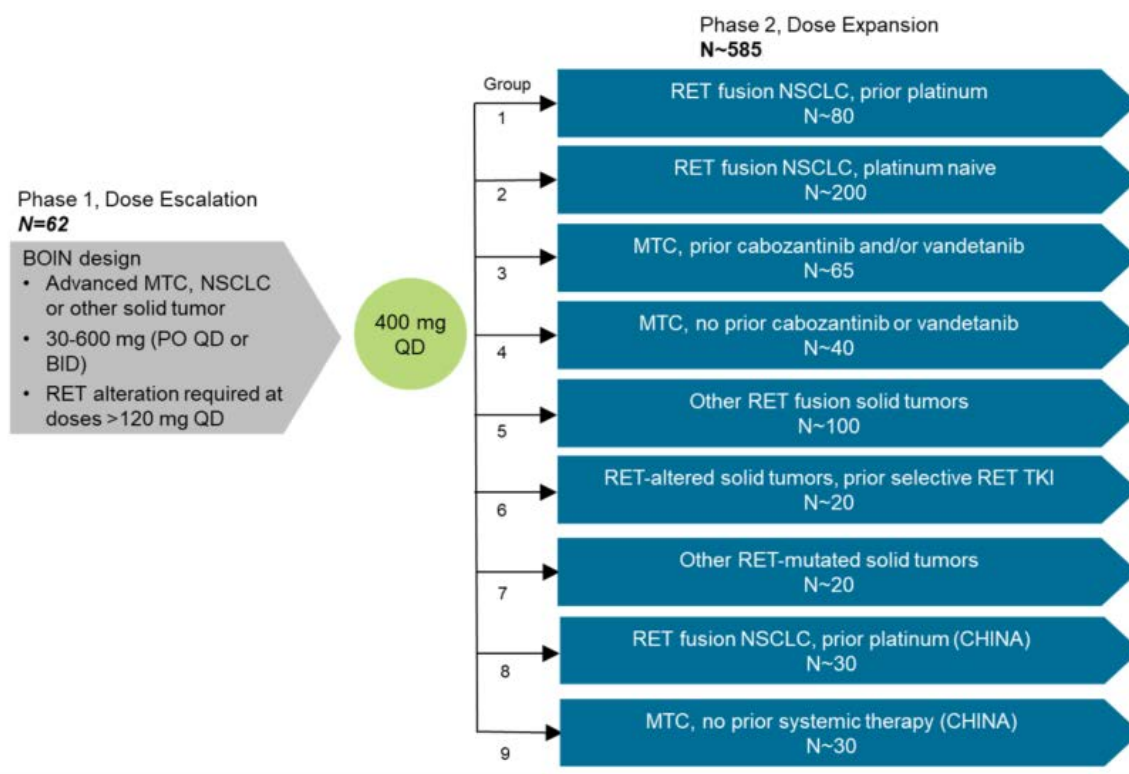 Phase 2, Dose Expansion
N~585
Group
RET fusion NSCLC, prior platinum
N~80
1
RET fusion NSCLC, platinum naive
N~200
2
Phase 1, Dose Escalation
N=62
BOIN design
• Advanced MTC, NSCLC
or other solid tumor
• 30-600 mg (PO QD or
BID)
• RET alteration required at
doses >120 mg QD
400 mg
QD
MTC, prior cabozantinib and/or vandetanib
N~65
3
MTC, no prior cabozantinib or vandetanib
N~40
4
Other RET fusion solid tumors
N~100
5
RET-altered solid tumors, prior selective RET TKI
N~20
6
Other RET-mutated solid tumors
N~20
7
RET fusion NSCLC, prior platinum (CHINA)
N~30
8
MTC, no prior systemic therapy (CHINA)
N~30
9